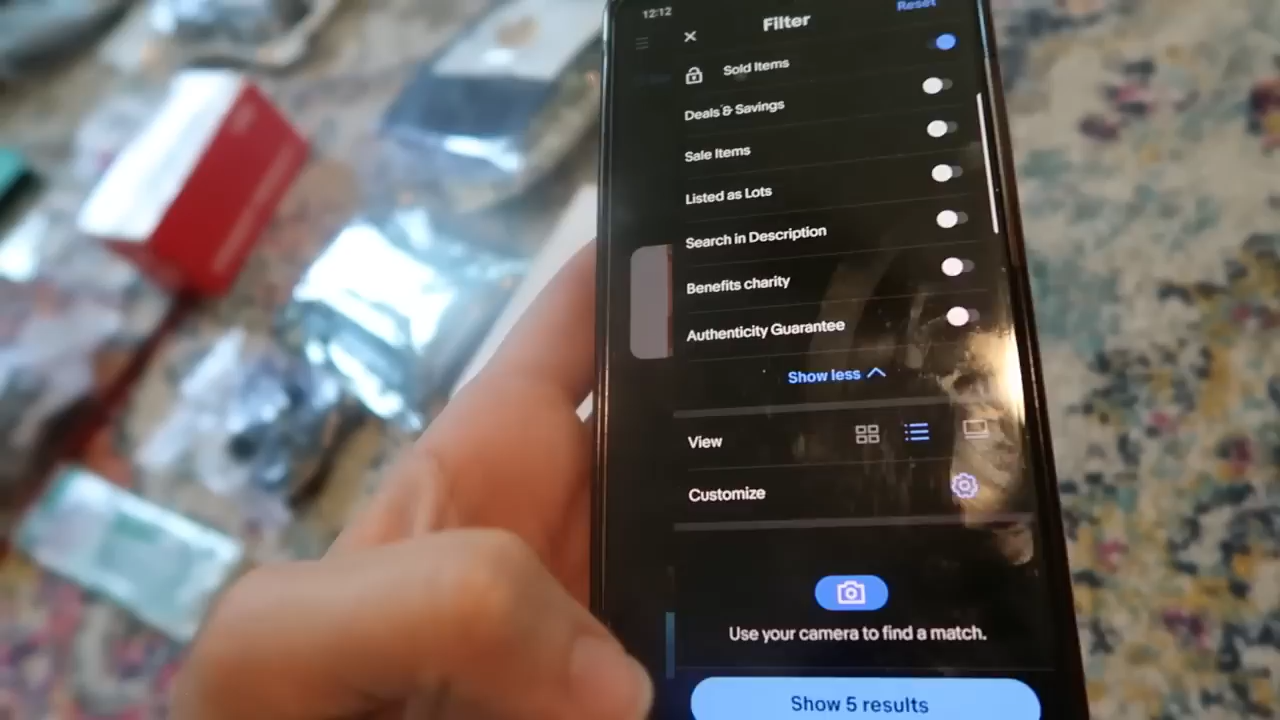 12:12
Filter
Reset
Sold Items
Deals & Savings
Sale Items
Listed as Lots
Search in Description
Benefits charity
Authenticity Guarantee
Show less
View
Customize
Use your camera to find a match.
Show 5 results